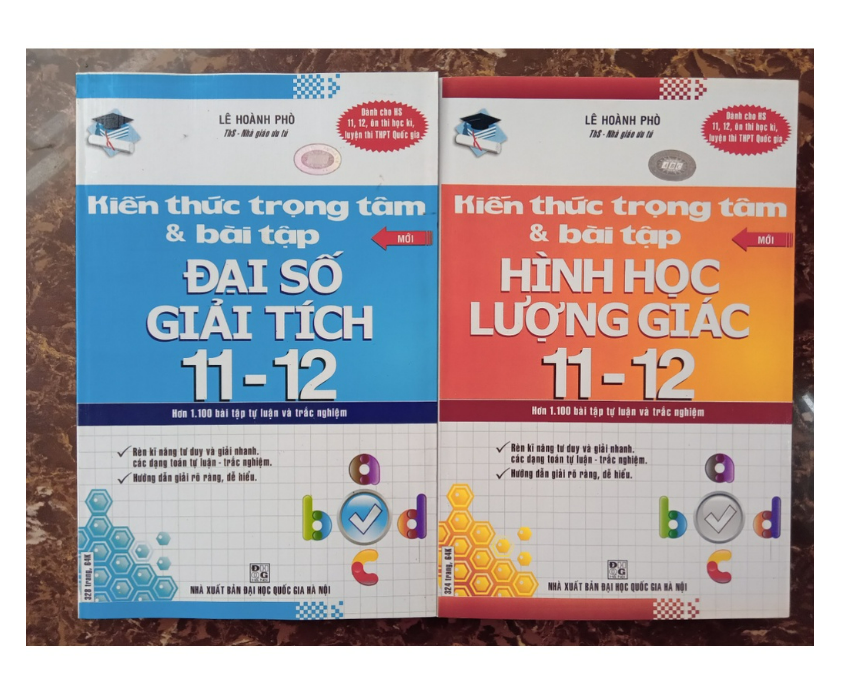 LÊ HOÀNH PHÒ
ThS - Nhà giáo ưu tú
Dành cho HS
11, 12, ôn thi học kì,
luyện thi THPT Quốc gia
Kiến thức trọng tâm
& bài tập
MỚI
ĐẠI SỐ
GIẢI TÍCH
11-12
Hơn 1.100 bài tập tự luận và trắc nghiệm
Rèn kĩ năng tư duy và giải nhanh.
các dạng toán tự luận - trắc nghiệm.
Hướng dẫn giải rõ ràng, dễ hiểu.
a
b
d
c
328 trang, 64K
NHÀ XUẤT BẢN ĐẠI HỌC QUỐC GIA HÀ NỘI
LÊ HOÀNH PHÒ
ThS - Nhà giáo ưu tú
Dành cho HS
11, 12, ôn thi học kì,
luyện thi THPT Quốc gia
Kiến thức trọng tâm
& bài tập
MỚI
HÌNH HỌC
LƯỢNG GIÁC
11-12
Hơn 1.100 bài tập tự luận và trắc nghiệm
Rèn kĩ năng tư duy và giải nhanh.
các dạng toán tự luận - trắc nghiệm.
Hướng dẫn giải rõ ràng, dễ hiểu.
a
b
d
c
324 trang, 64K
NHÀ XUẤT BẢN ĐẠI HỌC QUỐC GIA HÀ NỘI